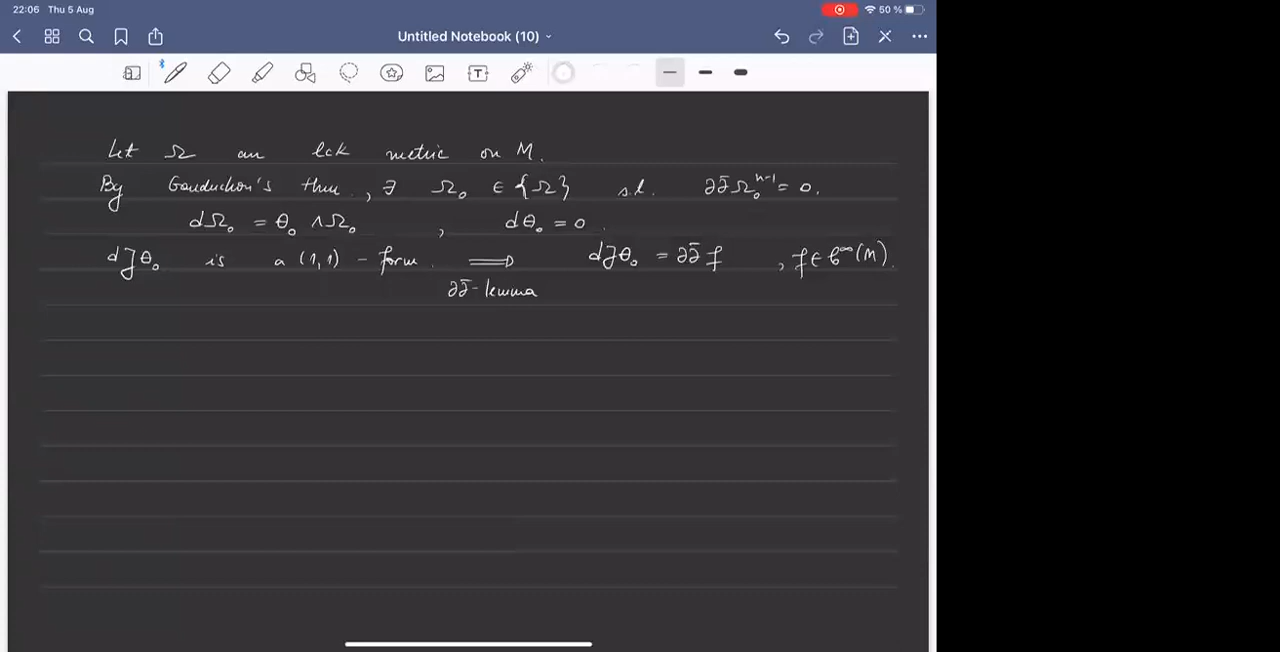 22:06 Thu 5 Aug
50 %
Untitled Notebook (10)
Let Ω an lck metric on M.
By Gauduchon's thm, ∃ Ω₀ ∈ {Ω} s.t. ∂∂̄Ω₀ⁿ⁻¹ = 0.
dΩ₀ = θ₀ ∧ Ω₀ , dθ₀ = 0.
dJθ₀ is a (1,1) - form. ⟹ dJθ₀ = ∂∂̄ f , f ∈ C^∞(M).
∂∂̄ - lemma